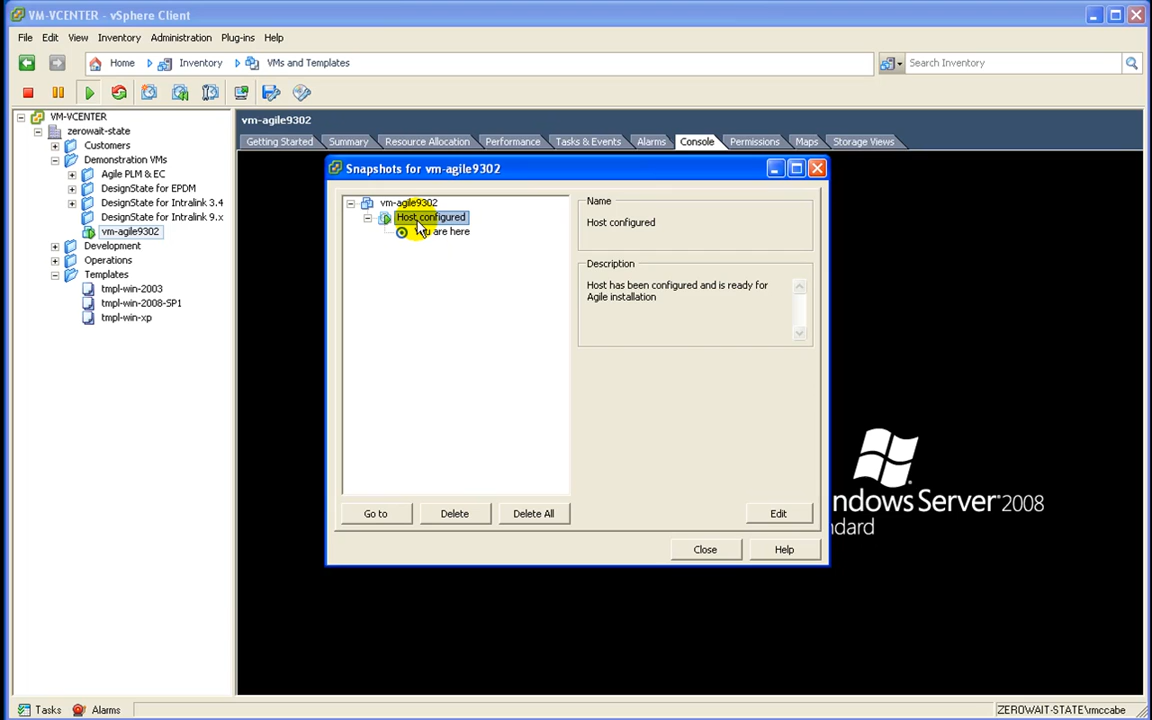 VM-VCENTER - vSphere Client
File Edit View Inventory Administration Plug-ins Help
Home Inventory VMs and Templates
Search Inventory
VM-VCENTER
zerowait-state
Customers
Demonstration VMs
Agile PLM & EC
DesignState for EPDM
DesignState for Intralink 3.4
DesignState for Intralink 9.x
vm-agile9302
Development
Operations
Templates
tmpl-win-2003
tmpl-win-2008-SP1
tmpl-win-xp
vm-agile9302
Getting Started Summary Resource Allocation Performance Tasks & Events Alarms Console Permissions Maps Storage Views
Snapshots for vm-agile9302
vm-agile9302
Host configured
You are here
Name
Host configured
Description
Host has been configured and is ready for
Agile installation
Go to Delete Delete All Edit
Close Help
ndows Server 2008
ndard
Tasks Alarms
ZEROWAIT-STATE\mccabe